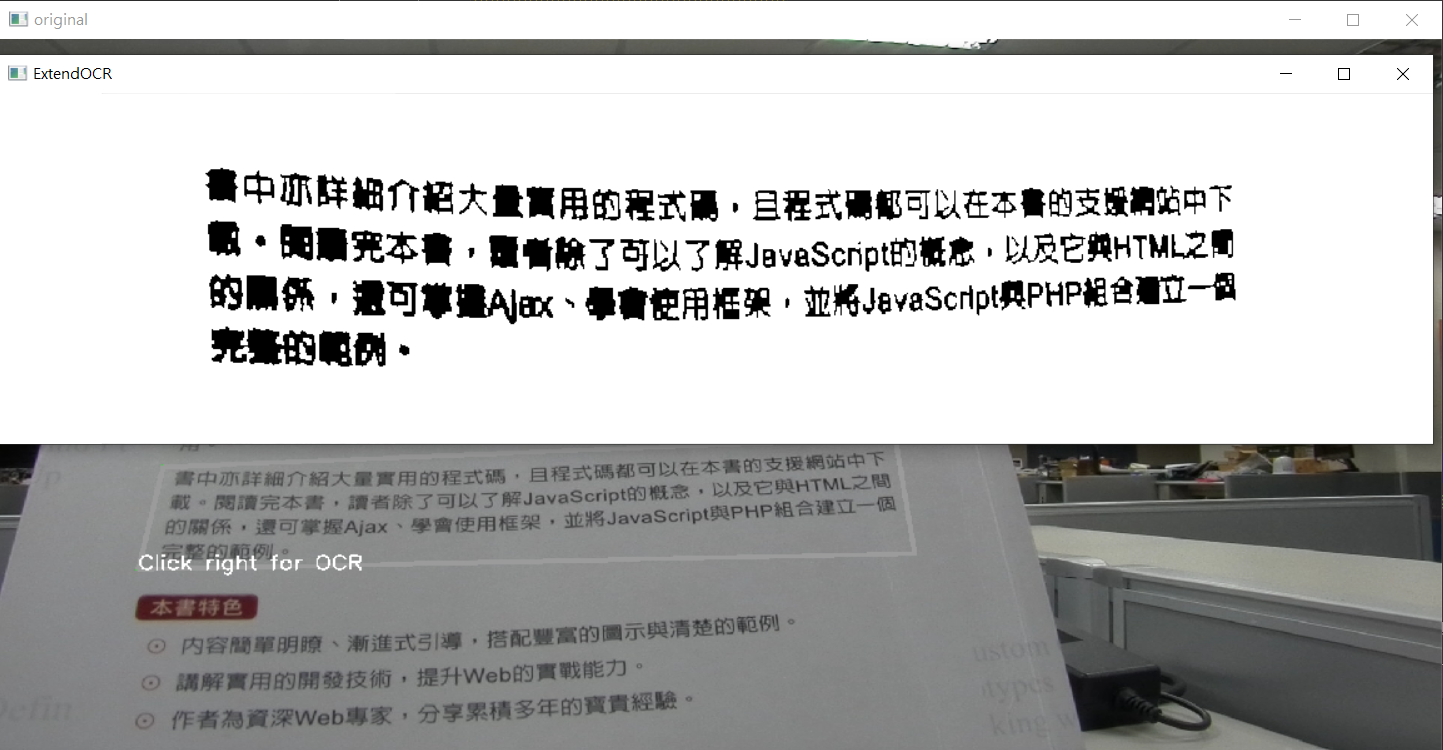 original
ExtendOCR
書中亦詳細介紹大量實用的程式碼，且程式碼都可以在本書的支援網站中下
載。閱讀完本書，讀者除了可以了解JavaScript的概念，以及它與HTML之間
的關係，還可掌握Ajax、學會使用框架，並將JavaScript與PHP組合建立一個
完整的範例。
用。
書中亦詳細介紹大量實用的程式碼，且程式碼都可以在本書的支援網站中下
載。閱讀完本書，讀者除了可以了解JavaScript的概念，以及它與HTML之間
的關係，還可掌握Ajax、學會使用框架，並將JavaScript與PHP組合建立一個
完整的範例。
Click right for OCR
本書特色
內容簡單明瞭、漸進式引導，搭配豐富的圖示與清楚的範例。
講解實用的開發技術，提升Web的實戰能力。
作者為資深Web專家，分享累積多年的寶貴經驗。
Defin
ustom
otypes
king w